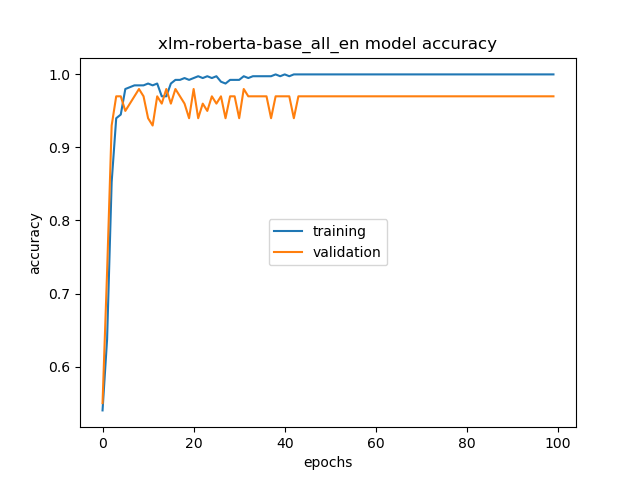 xlm-roberta-base_all_en model accuracy
1.0
0.9
0.8
0.7
0.6
accuracy
training
validation
0 20 40 60 80 100
epochs